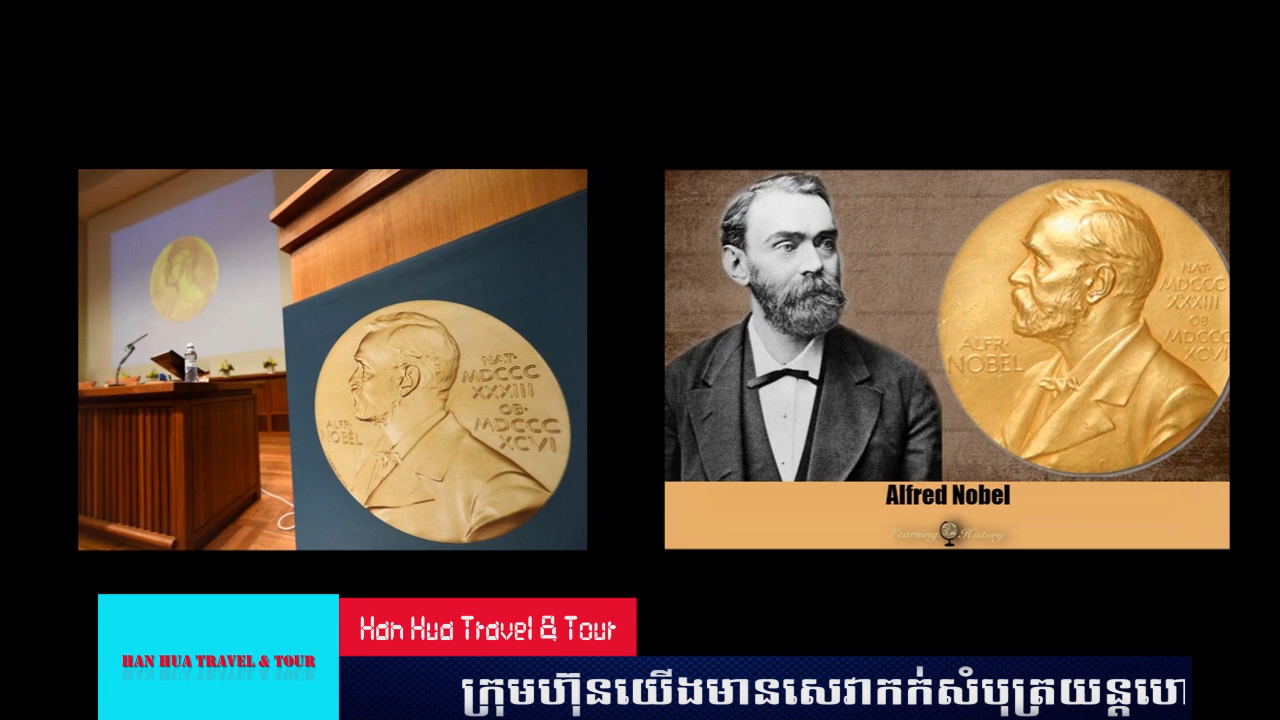 NAT·
MDCCC
XXXIII
OB·
MDCCC
XCVI
ALFR·
NOBEL
NAT·
MDCCC
XXXIII
OB·
MDCCC
XCVI
ALFR·
NOBEL
Alfred Nobel
Learning History
Han Hua Travel & Tour
HAN HUA TRAVEL & TOUR
ក្រុមហ៊ុនយើងមានសេវាកក់សំបុត្រយន្តហោ